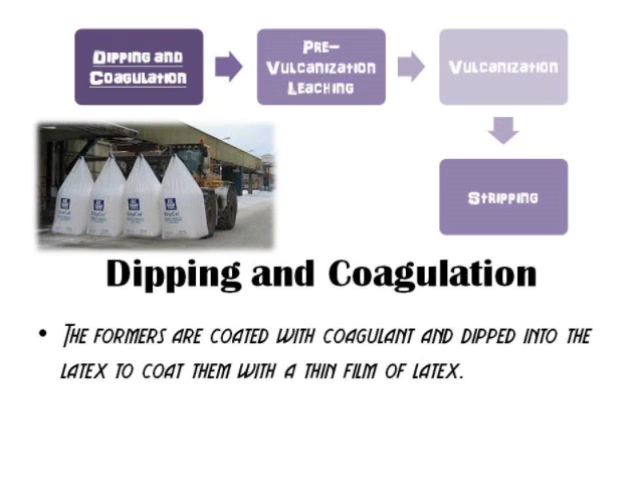 Dipping and
Coagulation
Pre-
Vulcanization
Leaching
Vulcanization
Stripping
Dipping and Coagulation
• The formers are coated with coagulant and dipped into the
latex to coat them with a thin film of latex.